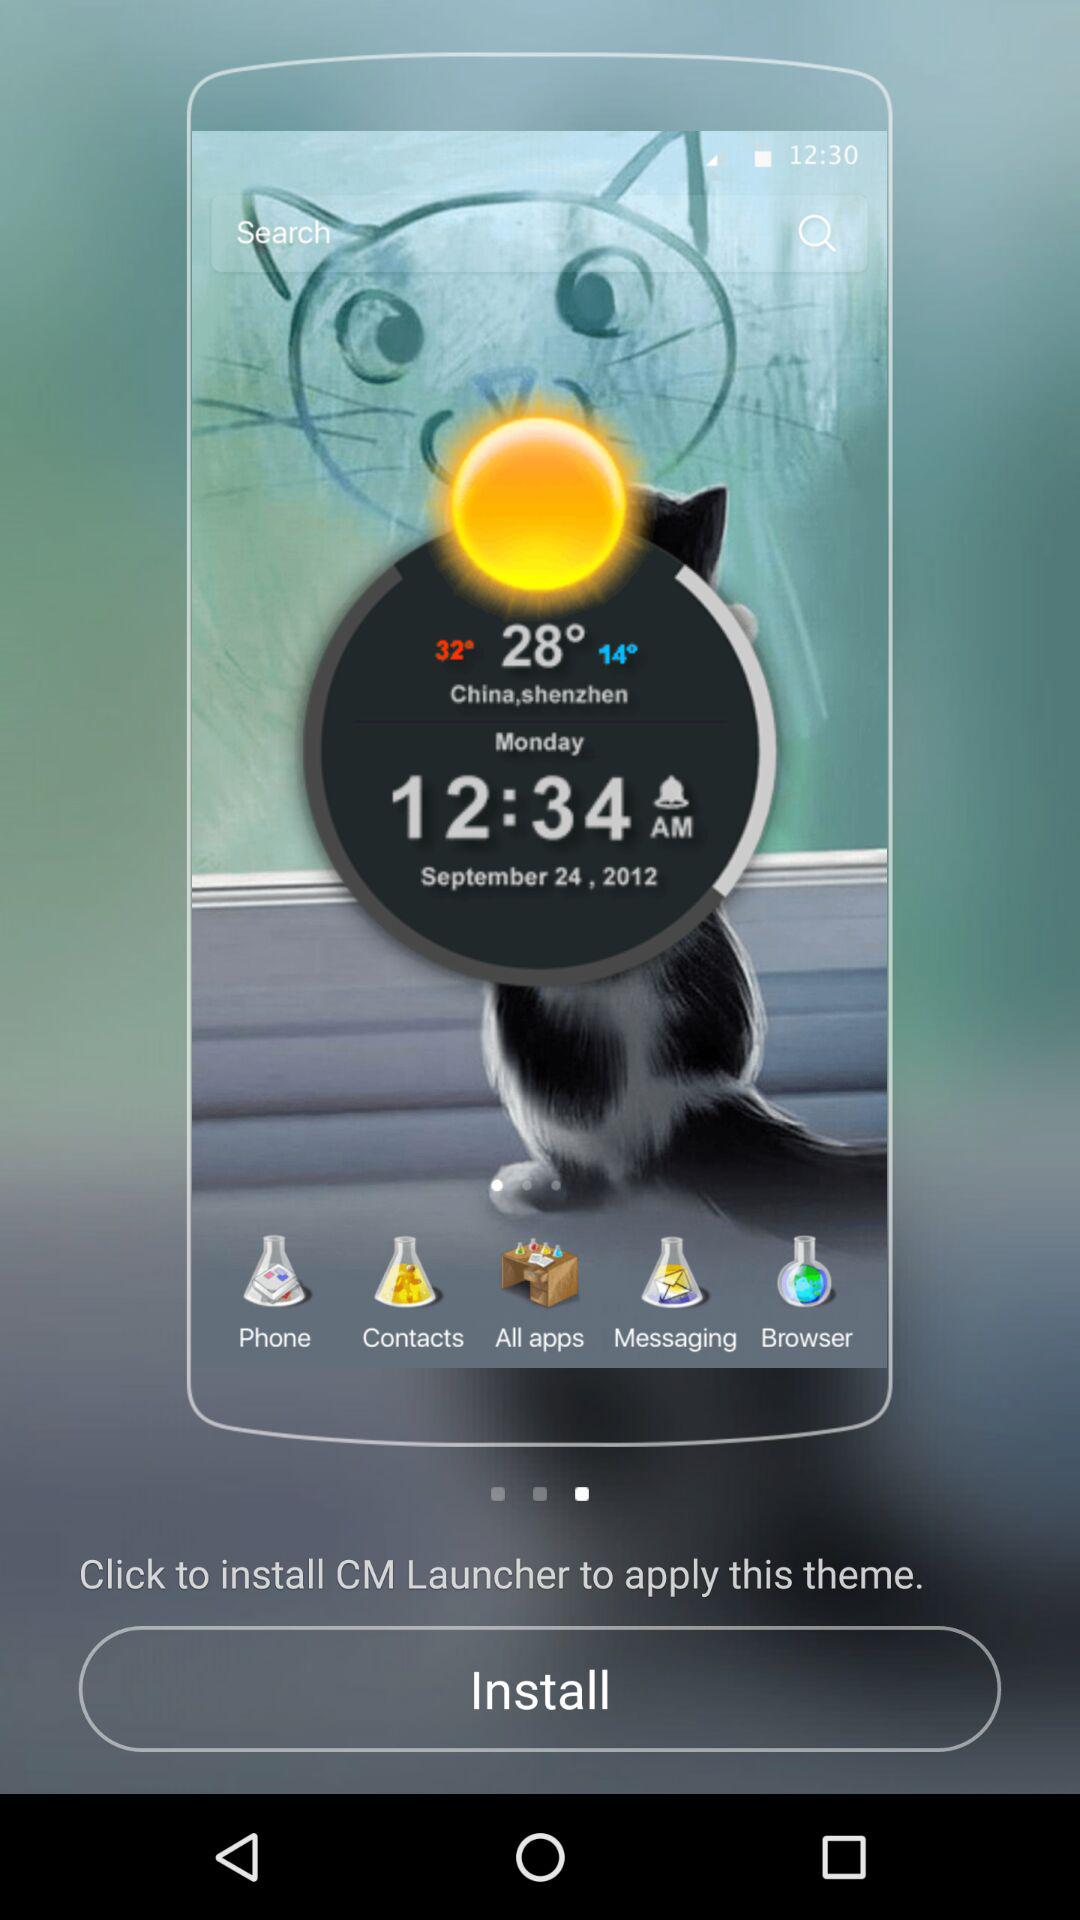 12:30
Search
32° 28° 14°
China,shenzhen
Monday
12:34 AM
September 24 , 2012
Phone Contacts All apps Messaging Browser
Click to install CM Launcher to apply this theme.
Install